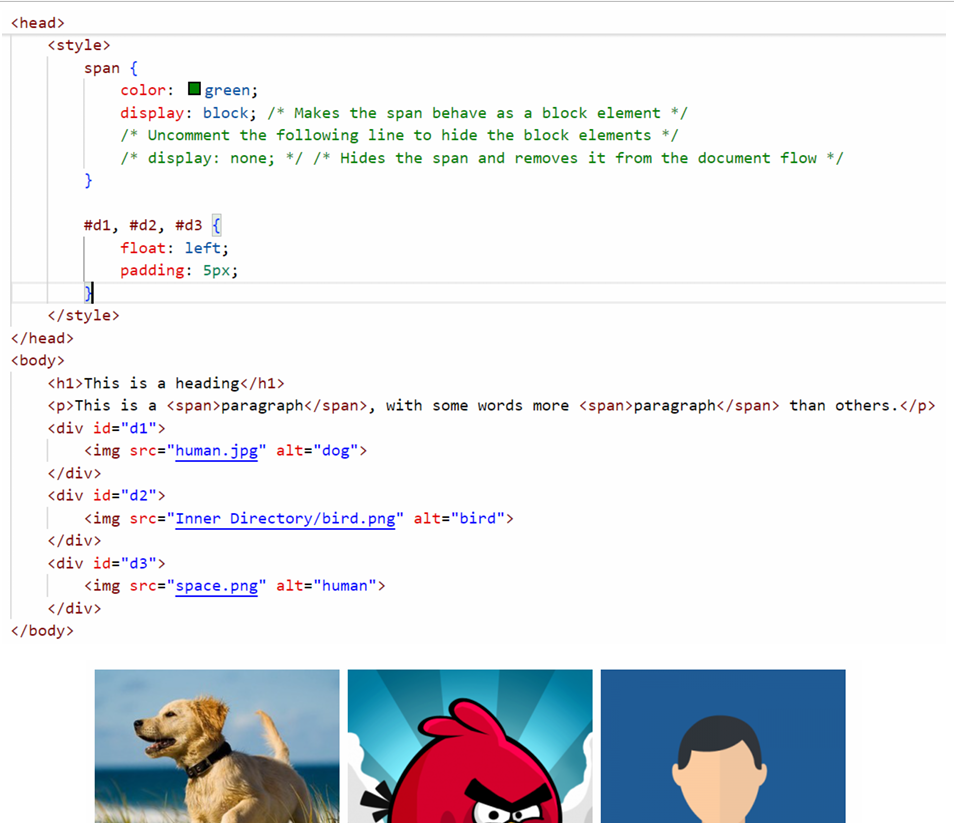 <head>
<style>
span {
color: green;
display: block; /* Makes the span behave as a block element */
/* Uncomment the following line to hide the block elements */
/* display: none; */ /* Hides the span and removes it from the document flow */
}
#d1, #d2, #d3 {
float: left;
padding: 5px;
}
</style>
</head>
<body>
<h1>This is a heading</h1>
<p>This is a <span>paragraph</span>, with some words more <span>paragraph</span> than others.</p>
<div id="d1">
<img src="human.jpg" alt="dog">
</div>
<div id="d2">
<img src="Inner Directory/bird.png" alt="bird">
</div>
<div id="d3">
<img src="space.png" alt="human">
</div>
</body>